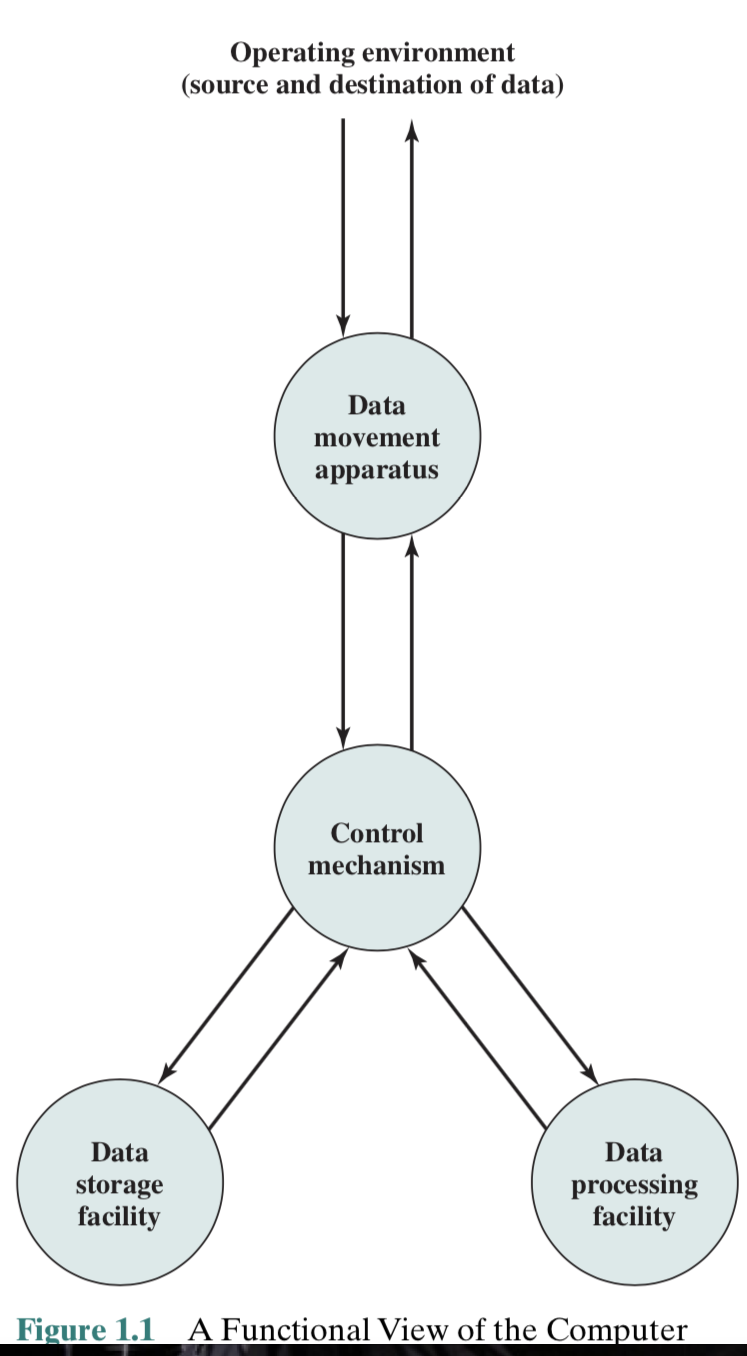 Operating environment
(source and destination of data)
Data
movement
apparatus
Control
mechanism
Data
storage
facility
Data
processing
facility
Figure 1.1 A Functional View of the Computer